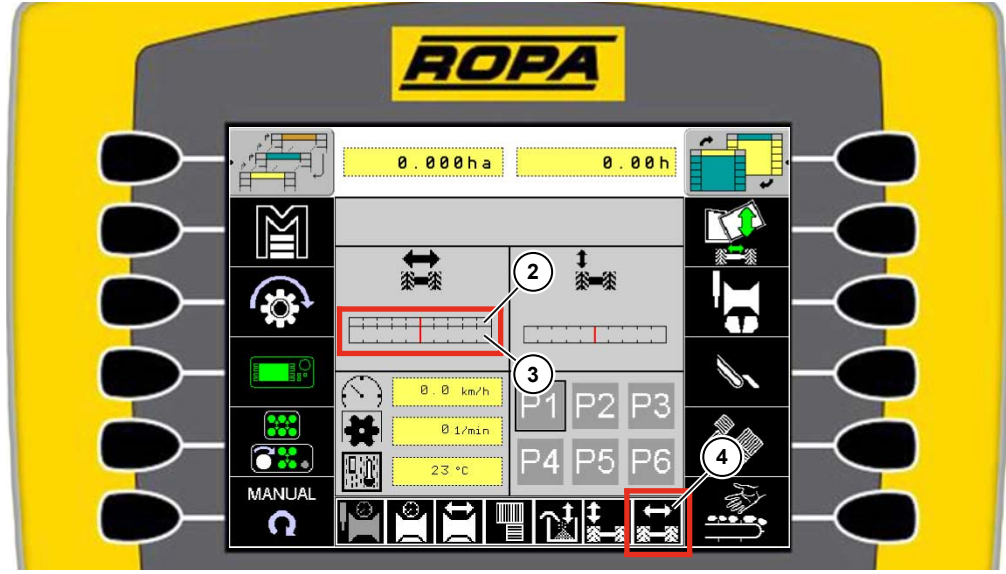 ROPA
0.000ha 0.00h
2
3
0.0 km/h
P1 P2 P3
0 1/min
4
23 °C
P4 P5 P6
MANUAL